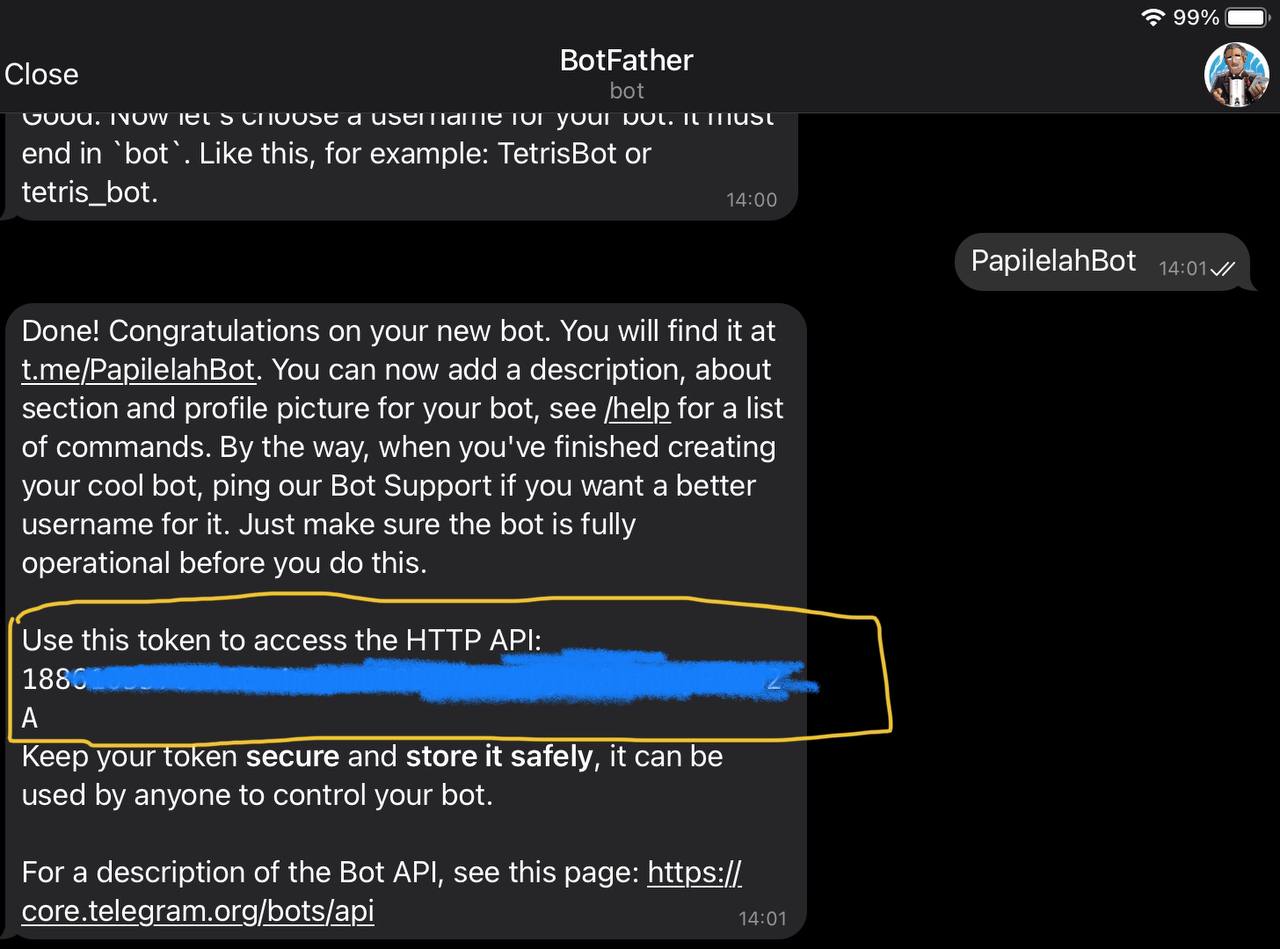 99%
Close
BotFather
bot
Good. Now let's choose a username for your bot. It must
end in `bot`. Like this, for example: TetrisBot or
tetris_bot.
14:00
PapilelahBot
14:01
Done! Congratulations on your new bot. You will find it at
t.me/PapilelahBot. You can now add a description, about
section and profile picture for your bot, see /help for a list
of commands. By the way, when you've finished creating
your cool bot, ping our Bot Support if you want a better
username for it. Just make sure the bot is fully
operational before you do this.
Use this token to access the HTTP API:
A
Keep your token secure and store it safely, it can be
used by anyone to control your bot.
For a description of the Bot API, see this page: https://
core.telegram.org/bots/api
14:01